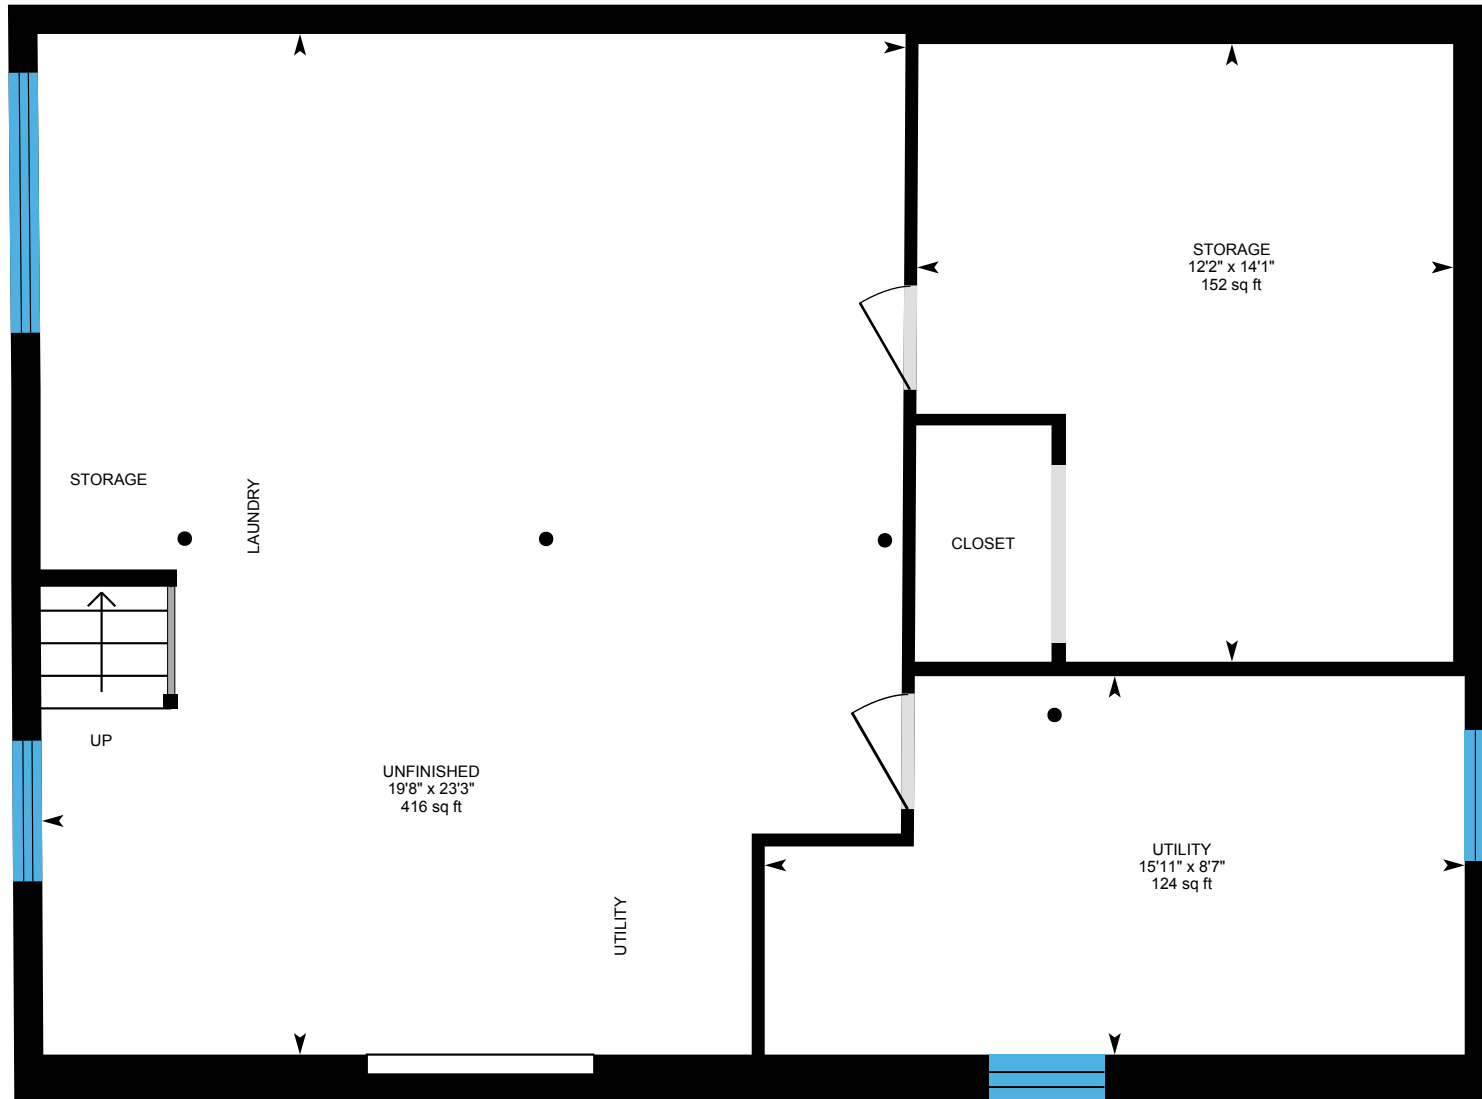 STORAGE
12'2" x 14'1"
152 sq ft
STORAGE
LAUNDRY
CLOSET
UP
UNFINISHED
19'8" x 23'3"
416 sq ft
UTILITY
15'11" x 8'7"
124 sq ft
UTILITY